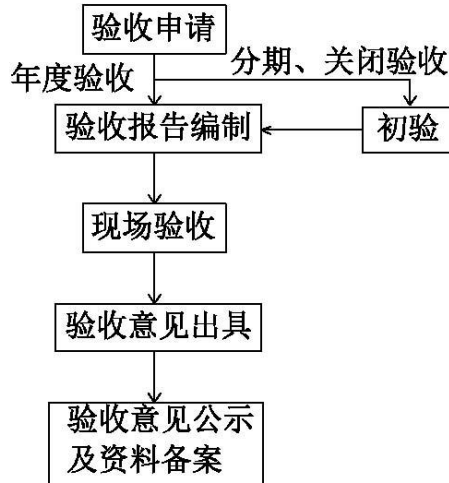 验收申请
年度验收
分期、关闭验收
验收报告编制
初验
现场验收
验收意见出具
验收意见公示
及资料备案